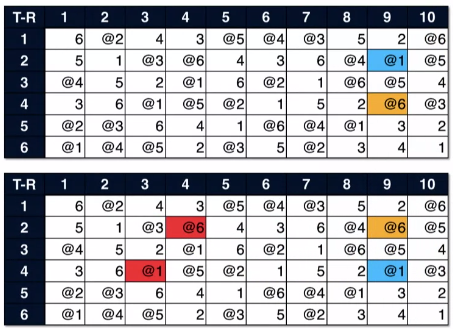 T-R 1 2 3 4 5 6 7 8 9 10
1 6 @2 4 3 @5 @4 @3 5 2 @6
2 5 1 @3 @6 4 3 6 @4 @1 @5
3 @4 5 2 @1 6 @2 1 @6 @5 4
4 3 6 @1 @5 @2 1 5 2 @6 @3
5 @2 @3 6 4 1 @6 @4 @1 3 2
6 @1 @4 @5 2 @3 5 @2 3 4 1
T-R 1 2 3 4 5 6 7 8 9 10
1 6 @2 4 3 @5 @4 @3 5 2 @6
2 5 1 @3 @6 4 3 6 @4 @6 @5
3 @4 5 2 @1 6 @2 1 @6 @5 4
4 3 6 @1 @5 @2 1 5 2 @1 @3
5 @2 @3 6 4 1 @6 @4 @1 3 2
6 @1 @4 @5 2 @3 5 @2 3 4 1